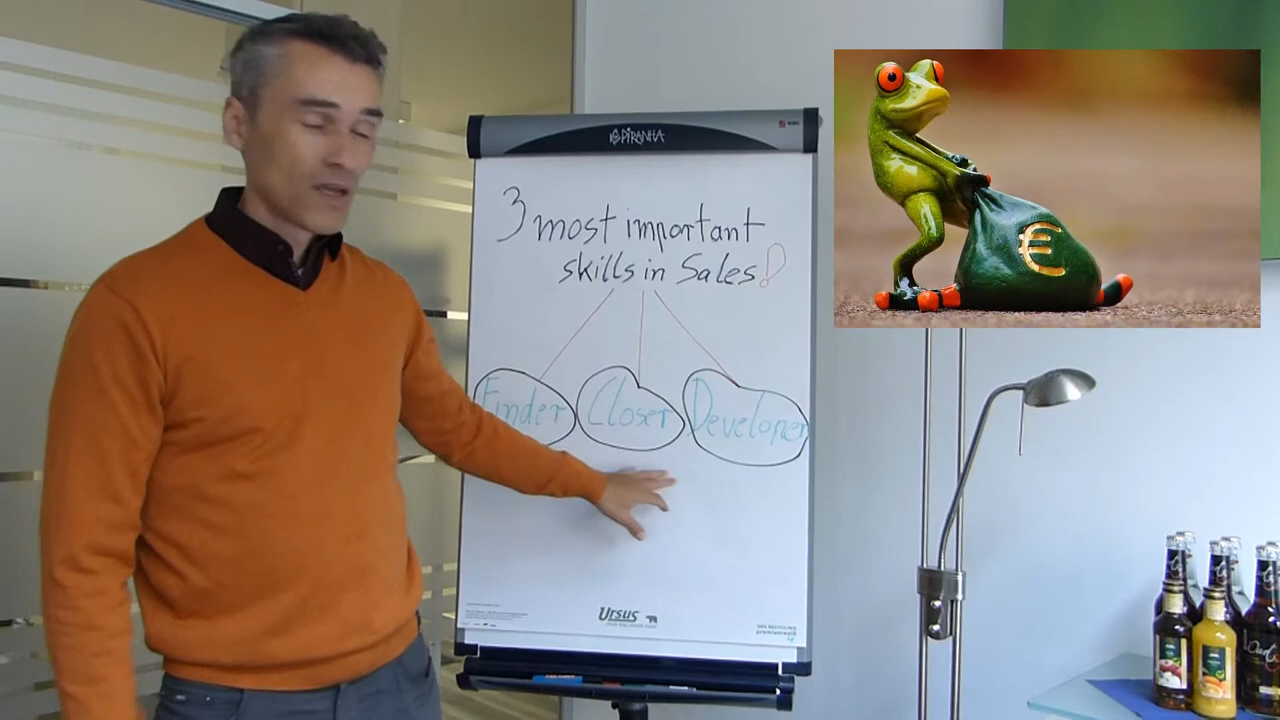 PIRANHA
3 most important
skills in Sales!
Finder Closer Developer
€
Ursus